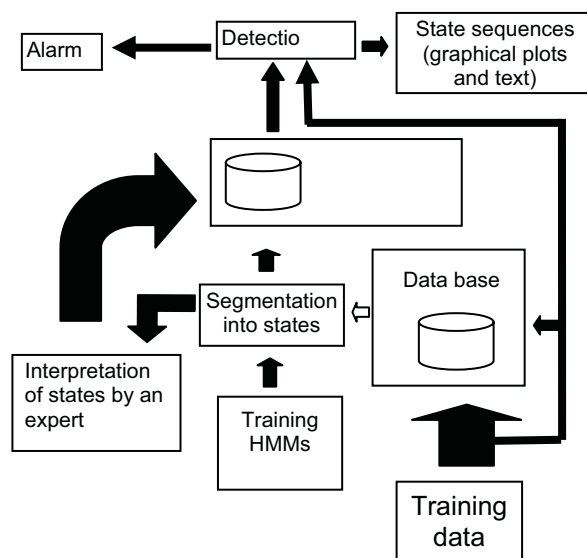 Alarm
Detectio
State sequences
(graphical plots
and text)
Segmentation
into states
Data base
Interpretation
of states by an
expert
Training
HMMs
Training
data